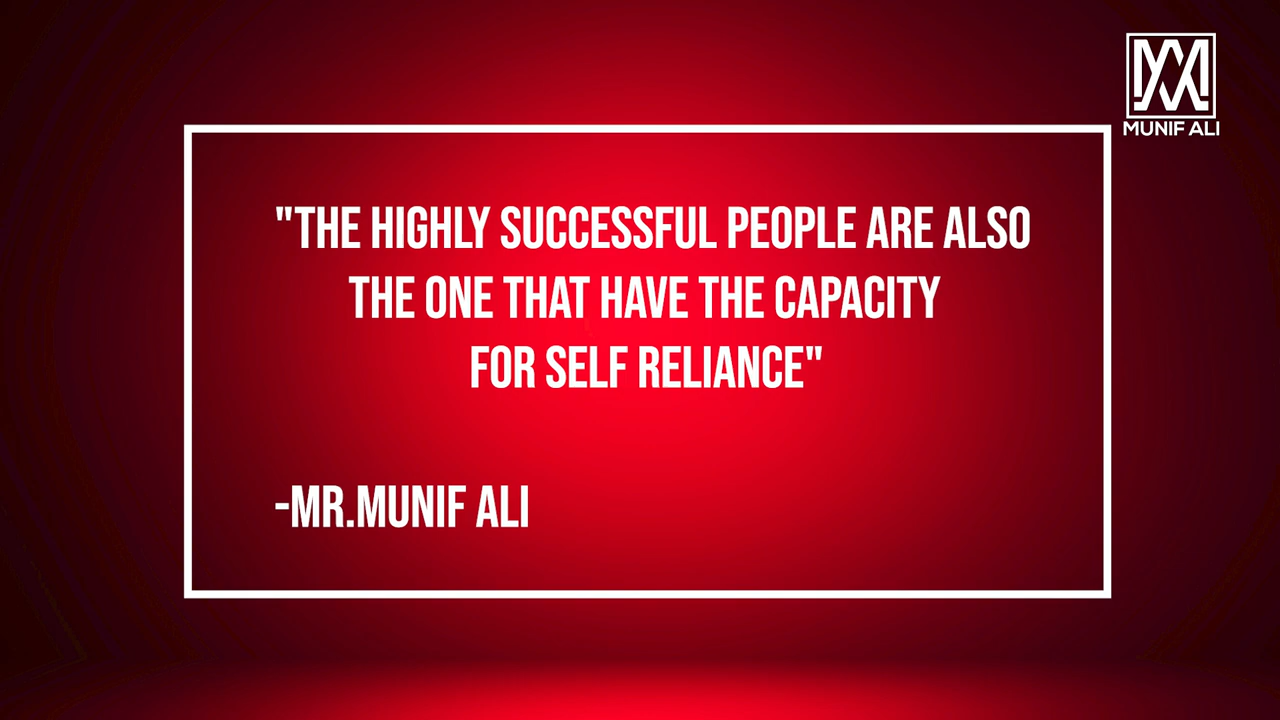 MUNIF ALI
"THE HIGHLY SUCCESSFUL PEOPLE ARE ALSO
THE ONE THAT HAVE THE CAPACITY
FOR SELF RELIANCE"
-MR.MUNIF ALI